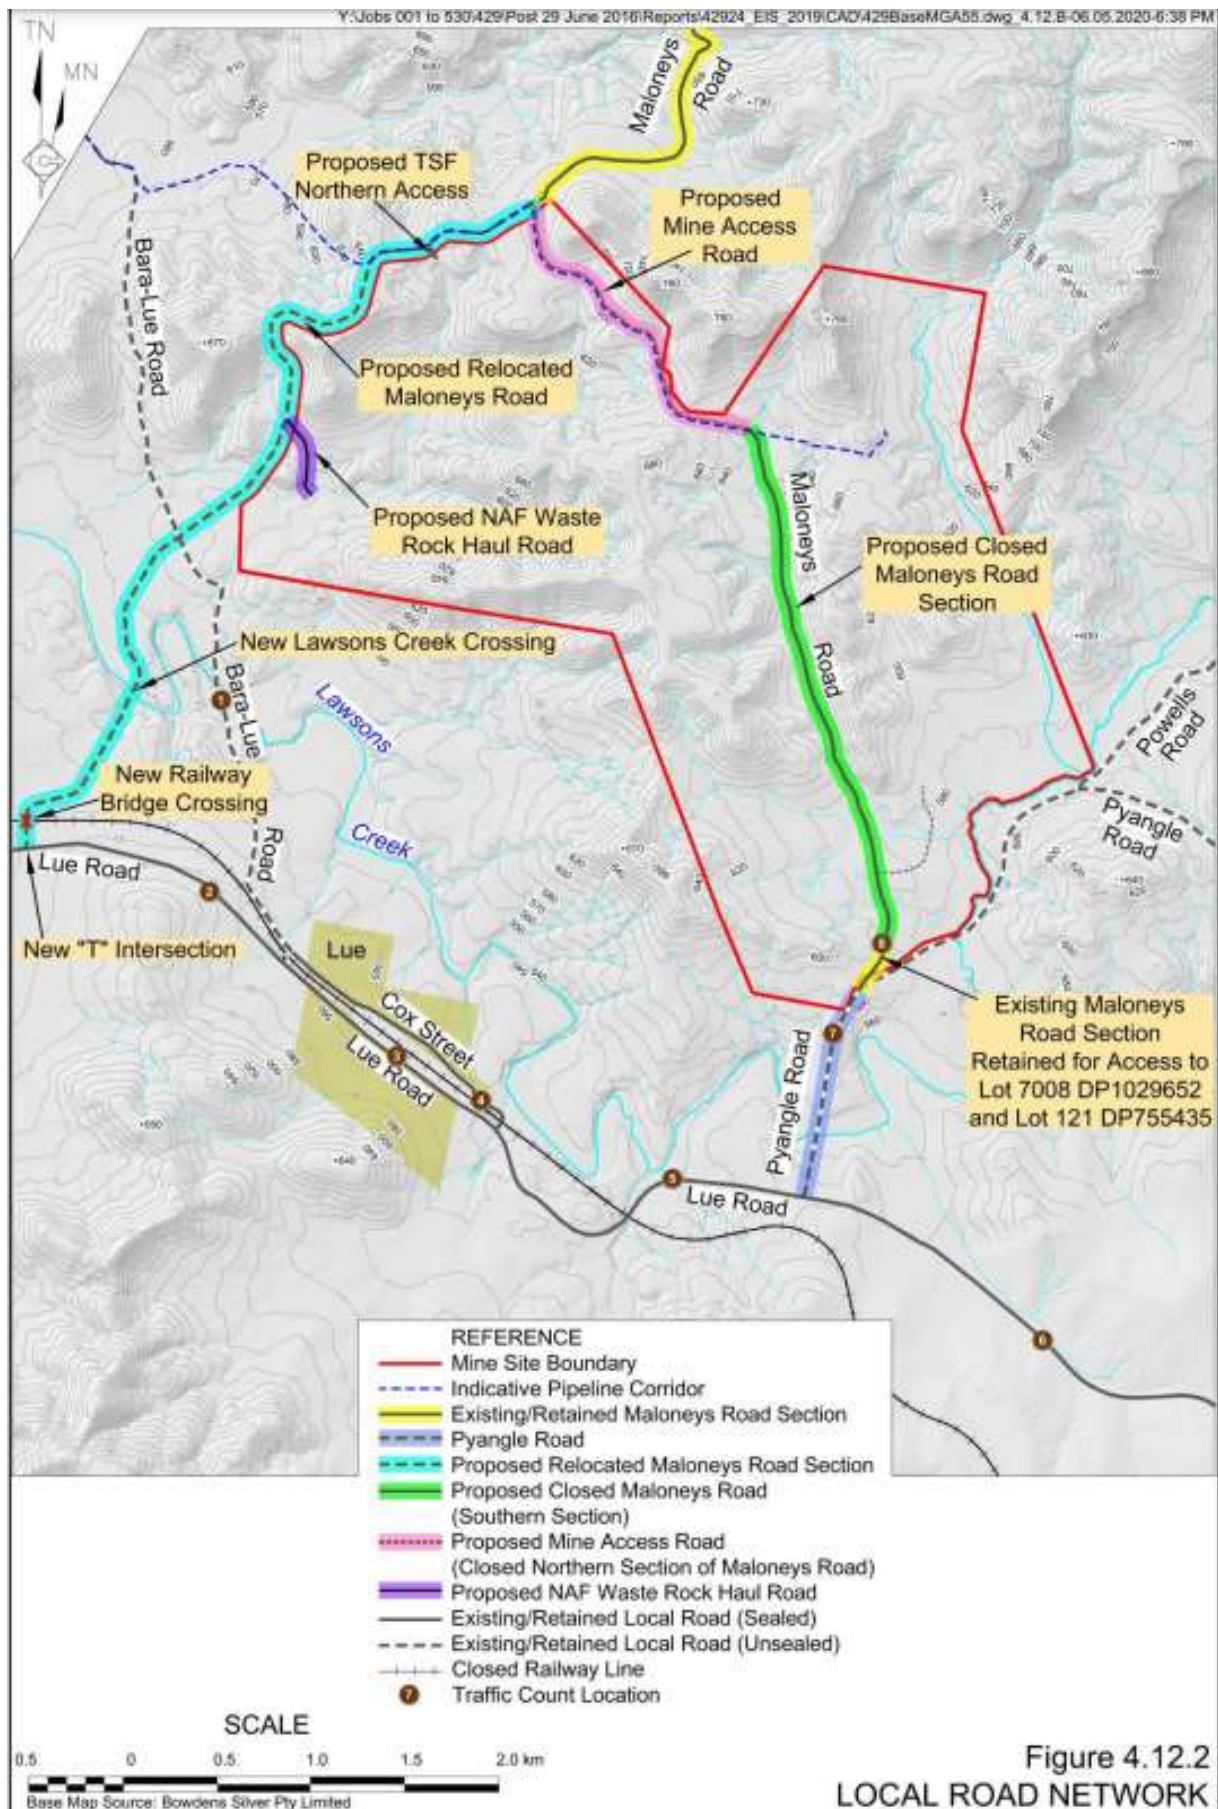 Y:\Jobs 001 to 530\429\Post 29 June 2016\Reports\42924_EIS_2019\CAD\429BaseMGA55.dwg_4.12.B-06.05.2020-6:38 PM
TN
MN
Maloneys
Road
Proposed TSF
Northern Access
Proposed
Mine Access
Road
Bara-Lue Road
Proposed Relocated
Maloneys Road
Proposed NAF Waste
Rock Haul Road
Maloneys
Road
Proposed Closed
Maloneys Road
Section
New Lawsons Creek Crossing
1
Bara-Lue
Road
Lawsons
Creek
Powells
Road
Pyangle
Road
New Railway
Bridge Crossing
Lue Road
2
New "T" Intersection
Lue
Cox Street
3
Lue Road
4
Existing Maloneys
Road Section
Retained for Access to
Lot 7008 DP1029652
and Lot 121 DP755435
7
Pyangle Road
5
Lue Road
6
REFERENCE
Mine Site Boundary
Indicative Pipeline Corridor
Existing/Retained Maloneys Road Section
Pyangle Road
Proposed Relocated Maloneys Road Section
Proposed Closed Maloneys Road
(Southern Section)
Proposed Mine Access Road
(Closed Northern Section of Maloneys Road)
Proposed NAF Waste Rock Haul Road
Existing/Retained Local Road (Sealed)
Existing/Retained Local Road (Unsealed)
Closed Railway Line
7 Traffic Count Location
SCALE
0.5 0 0.5 1.0 1.5 2.0 km
Base Map Source: Bowdens Silver Pty Limited
Figure 4.12.2
LOCAL ROAD NETWORK